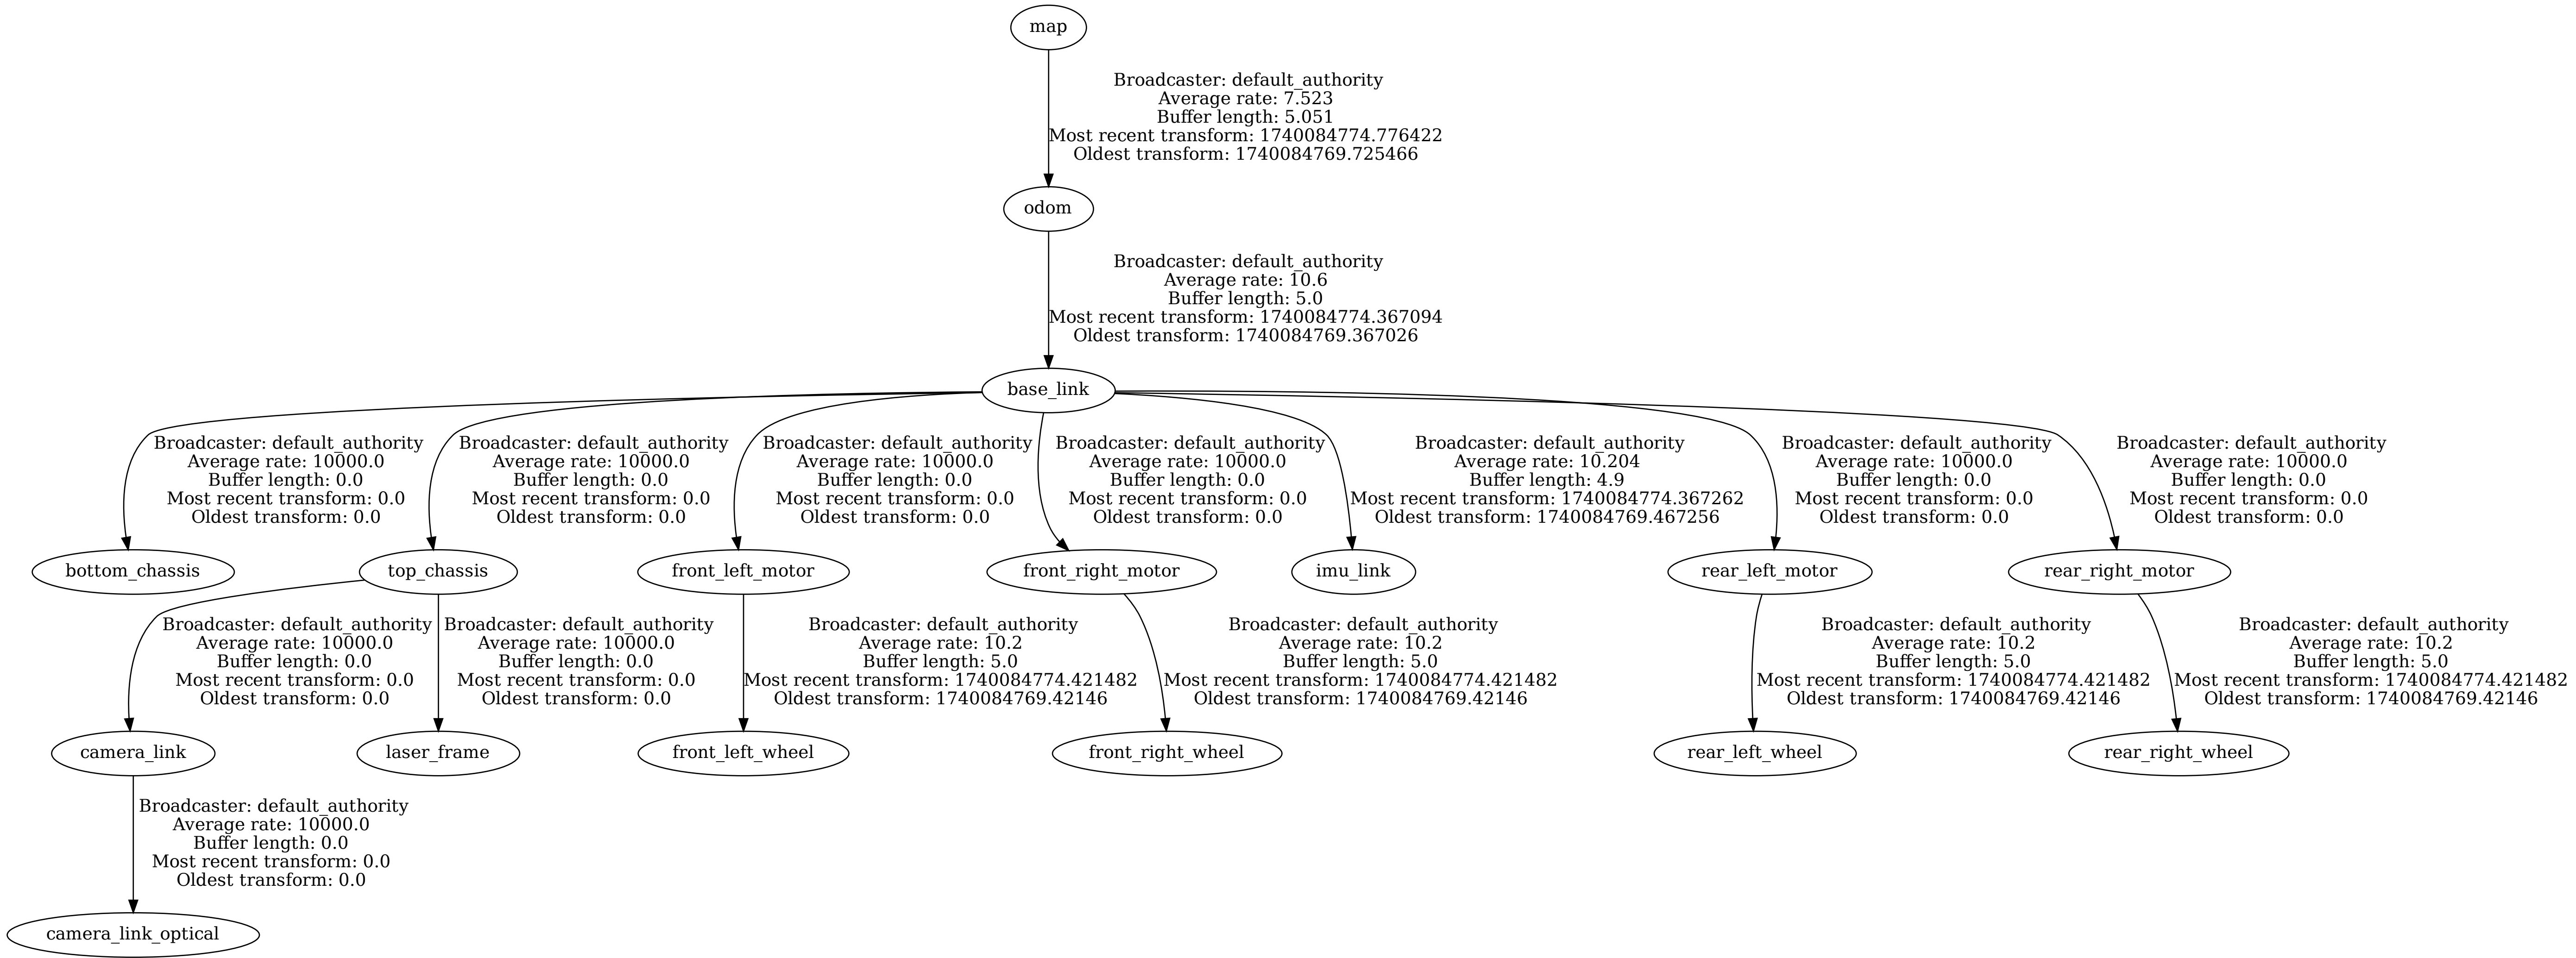 map
Broadcaster: default_authority
Average rate: 7.523
Buffer length: 5.051
Most recent transform: 1740084774.776422
Oldest transform: 1740084769.725466
odom
Broadcaster: default_authority
Average rate: 10.6
Buffer length: 5.0
Most recent transform: 1740084774.367094
Oldest transform: 1740084769.367026
base_link
Broadcaster: default_authority
Average rate: 10000.0
Buffer length: 0.0
Most recent transform: 0.0
Oldest transform: 0.0
Broadcaster: default_authority
Average rate: 10000.0
Buffer length: 0.0
Most recent transform: 0.0
Oldest transform: 0.0
Broadcaster: default_authority
Average rate: 10000.0
Buffer length: 0.0
Most recent transform: 0.0
Oldest transform: 0.0
Broadcaster: default_authority
Average rate: 10000.0
Buffer length: 0.0
Most recent transform: 0.0
Oldest transform: 0.0
Broadcaster: default_authority
Average rate: 10.204
Buffer length: 4.9
Most recent transform: 1740084774.367262
Oldest transform: 1740084769.467256
Broadcaster: default_authority
Average rate: 10000.0
Buffer length: 0.0
Most recent transform: 0.0
Oldest transform: 0.0
Broadcaster: default_authority
Average rate: 10000.0
Buffer length: 0.0
Most recent transform: 0.0
Oldest transform: 0.0
bottom_chassis
top_chassis
front_left_motor
front_right_motor
imu_link
rear_left_motor
rear_right_motor
Broadcaster: default_authority
Average rate: 10000.0
Buffer length: 0.0
Most recent transform: 0.0
Oldest transform: 0.0
Broadcaster: default_authority
Average rate: 10000.0
Buffer length: 0.0
Most recent transform: 0.0
Oldest transform: 0.0
Broadcaster: default_authority
Average rate: 10.2
Buffer length: 5.0
Most recent transform: 1740084774.421482
Oldest transform: 1740084769.42146
Broadcaster: default_authority
Average rate: 10.2
Buffer length: 5.0
Most recent transform: 1740084774.421482
Oldest transform: 1740084769.42146
Broadcaster: default_authority
Average rate: 10.2
Buffer length: 5.0
Most recent transform: 1740084774.421482
Oldest transform: 1740084769.42146
Broadcaster: default_authority
Average rate: 10.2
Buffer length: 5.0
Most recent transform: 1740084774.421482
Oldest transform: 1740084769.42146
camera_link
laser_frame
front_left_wheel
front_right_wheel
rear_left_wheel
rear_right_wheel
Broadcaster: default_authority
Average rate: 10000.0
Buffer length: 0.0
Most recent transform: 0.0
Oldest transform: 0.0
camera_link_optical